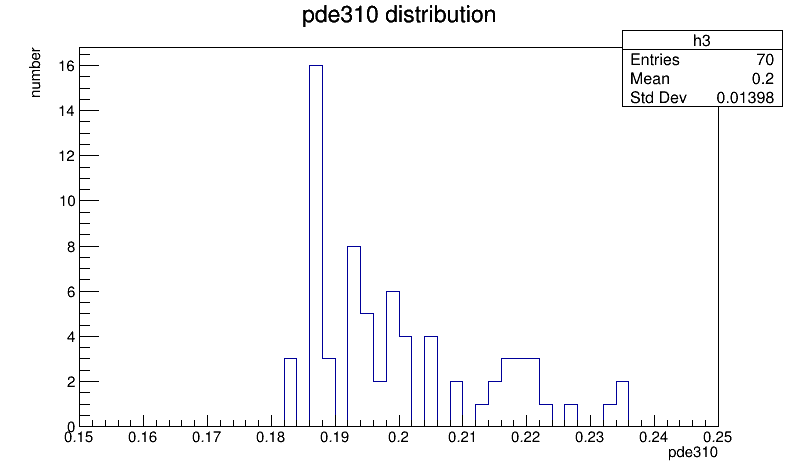 pde310 distribution
h3
Entries 70
Mean 0.2
Std Dev 0.01398
number
16
14
12
10
8
6
4
2
0
0.15 0.16 0.17 0.18 0.19 0.2 0.21 0.22 0.23 0.24 0.25
pde310